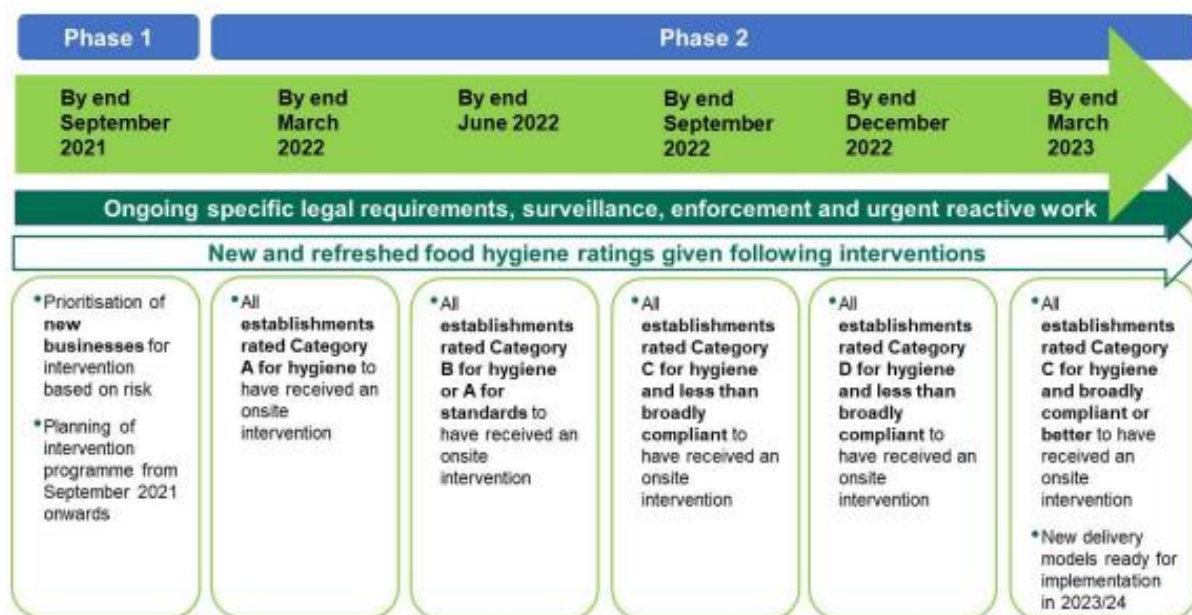 Phase 1
Phase 2
By end
September
2021
By end
March
2022
By end
June 2022
By end
September
2022
By end
December
2022
By end
March
2023
Ongoing specific legal requirements, surveillance, enforcement and urgent reactive work
New and refreshed food hygiene ratings given following interventions
•Prioritisation of
new
businesses for
intervention
based on risk
•Planning of
intervention
programme from
September 2021
onwards
•All
establishments
rated Category
A for hygiene to
have received an
onsite
intervention
•All
establishments
rated Category
B for hygiene
or A for
standards to
have received an
onsite
intervention
•All
establishments
rated Category
C for hygiene
and less than
broadly
compliant to
have received an
onsite
intervention
•All
establishments
rated Category
D for hygiene
and less than
broadly
compliant to
have received an
onsite
intervention
•All
establishments
rated Category
C for hygiene
and broadly
compliant or
better to have
received an
onsite
intervention
•New delivery
models ready for
implementation
in 2023/24